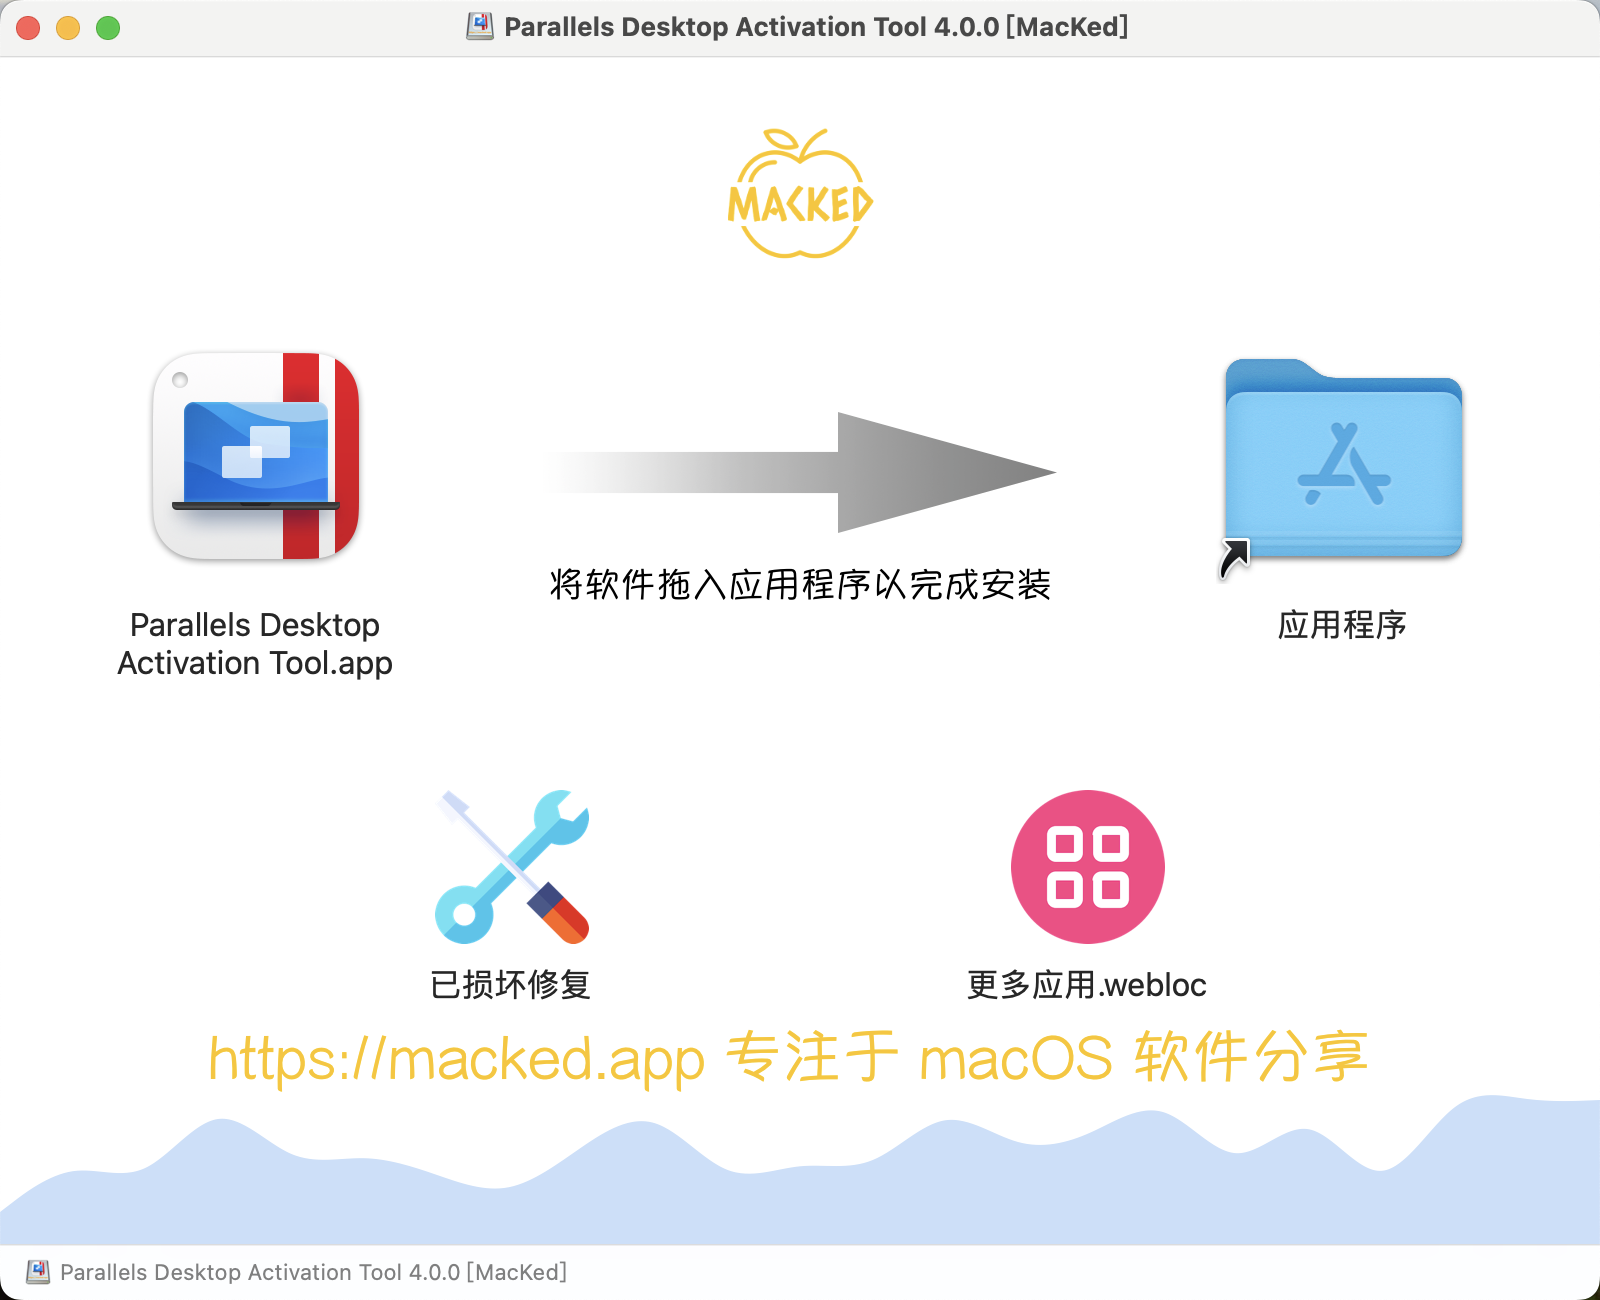 Parallels Desktop Activation Tool 4.0.0 [MacKed]
MACKED
将软件拖入应用程序以完成安装
Parallels Desktop
Activation Tool.app
应用程序
已损坏修复
更多应用.webloc
https://macked.app 专注于 macOS 软件分享
Parallels Desktop Activation Tool 4.0.0 [MacKed]